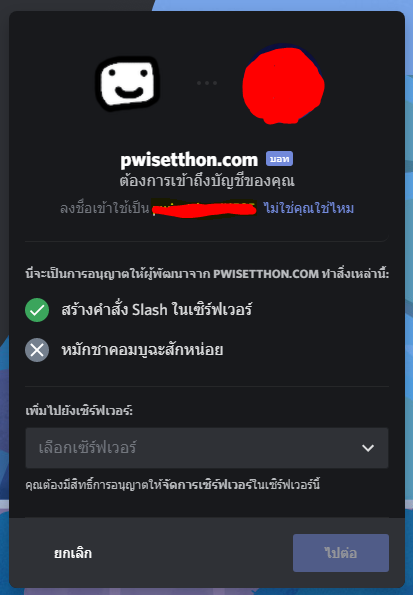 pwisetthon.com บอท
ต้องการเข้าถึงบัญชีของคุณ
ลงชื่อเข้าใช้เป็น ไม่ใช่คุณใช่ไหม
นี่จะเป็นการอนุญาตให้ผู้พัฒนาจาก PWISETTHON.COM ทำสิ่งเหล่านี้:
สร้างคำสั่ง Slash ในเซิร์ฟเวอร์
หมักชาคอมบูฉะสักหน่อย
เพิ่มไปยังเซิร์ฟเวอร์:
เลือกเซิร์ฟเวอร์
คุณต้องมีสิทธิ์การอนุญาตให้จัดการเซิร์ฟเวอร์ในเซิร์ฟเวอร์นี้
ยกเลิก
ไปต่อ